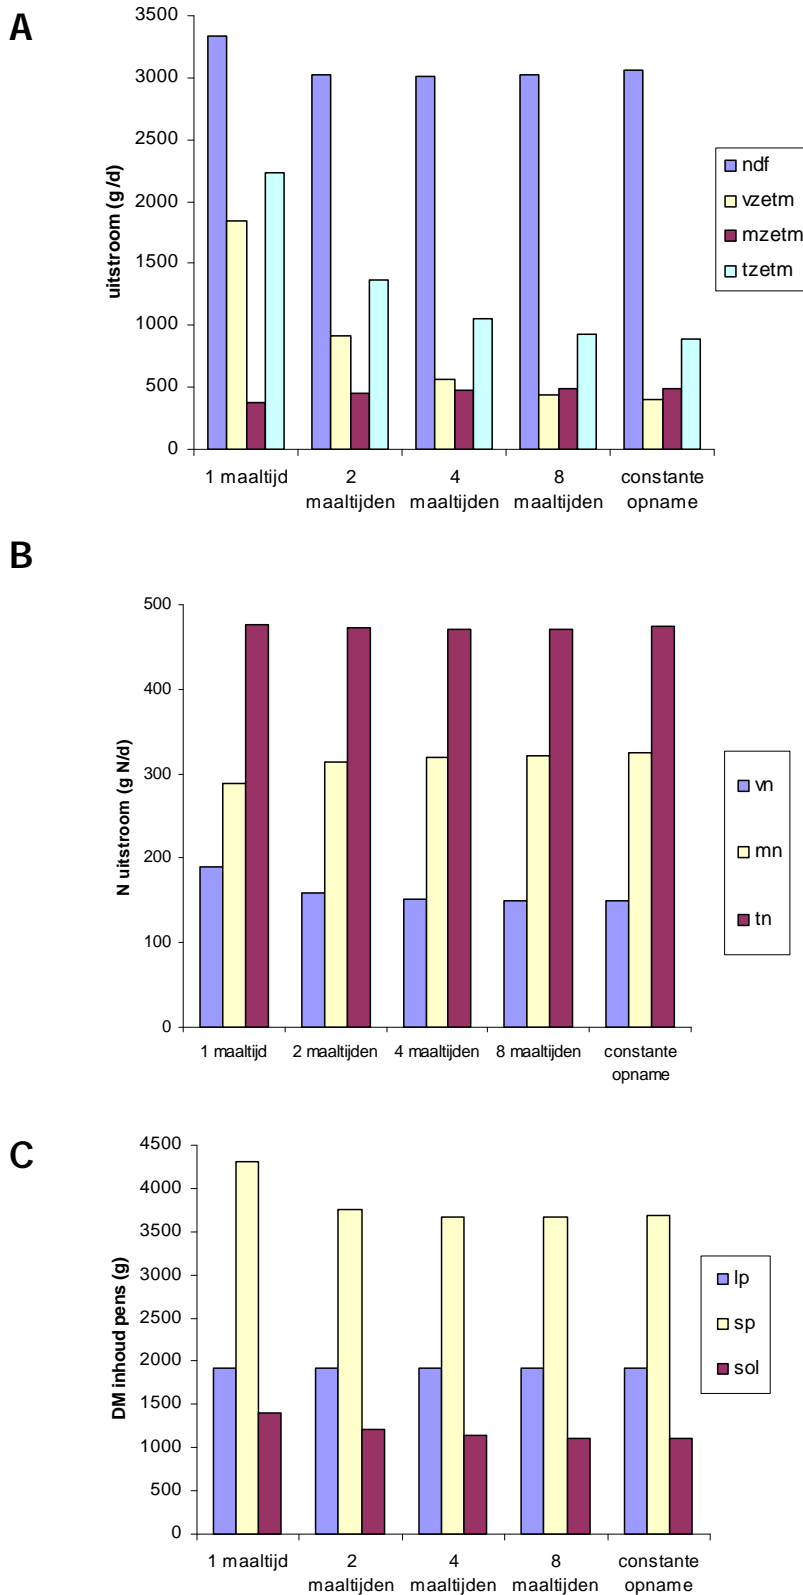 A
uitstroom (g /d)
3500
3000
2500
2000
1500
1000
500
0
1 maaltijd
2 maaltijden
4 maaltijden
8 maaltijden
constante opname
ndf
vzetm
mzetm
tzetm
B
N uitstroom (g N/d)
500
400
300
200
100
0
1 maaltijd
2 maaltijden
4 maaltijden
8 maaltijden
constante opname
vn
mn
tn
C
DM inhoud pens (g)
4500
4000
3500
3000
2500
2000
1500
1000
500
0
1 maaltijd
2 maaltijden
4 maaltijden
8 maaltijden
constante opname
lp
sp
sol